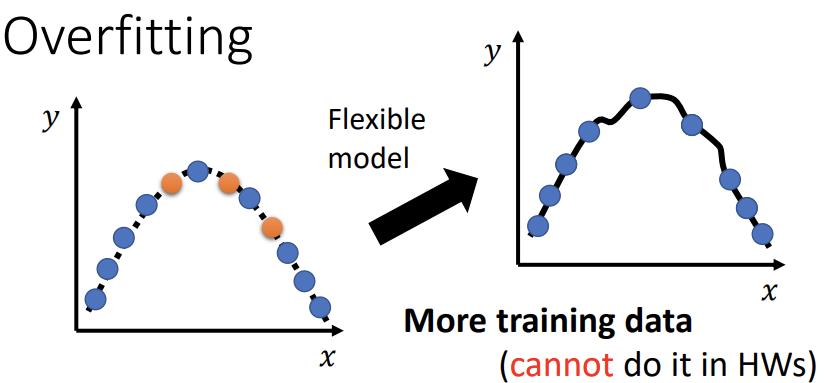 Overfitting
y
x
Flexible
model
y
x
More training data
(cannot do it in HWs)